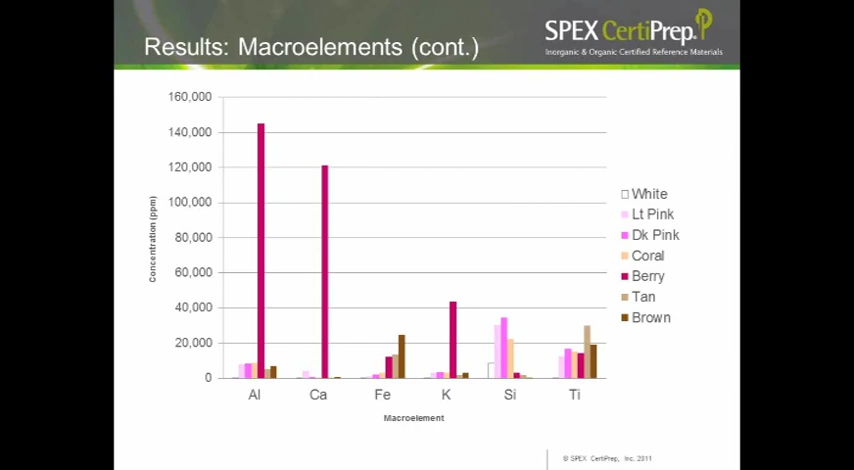 Results: Macroelements (cont.)
SPEX CertiPrep.
Inorganic & Organic Certified Reference Materials
160,000
140,000
120,000
100,000
80,000
60,000
40,000
20,000
0
Concentration (ppm)
Al Ca Fe K Si Ti
Macroelement
White
Lt Pink
Dk Pink
Coral
Berry
Tan
Brown
© SPEX CertiPrep, Inc. 2011